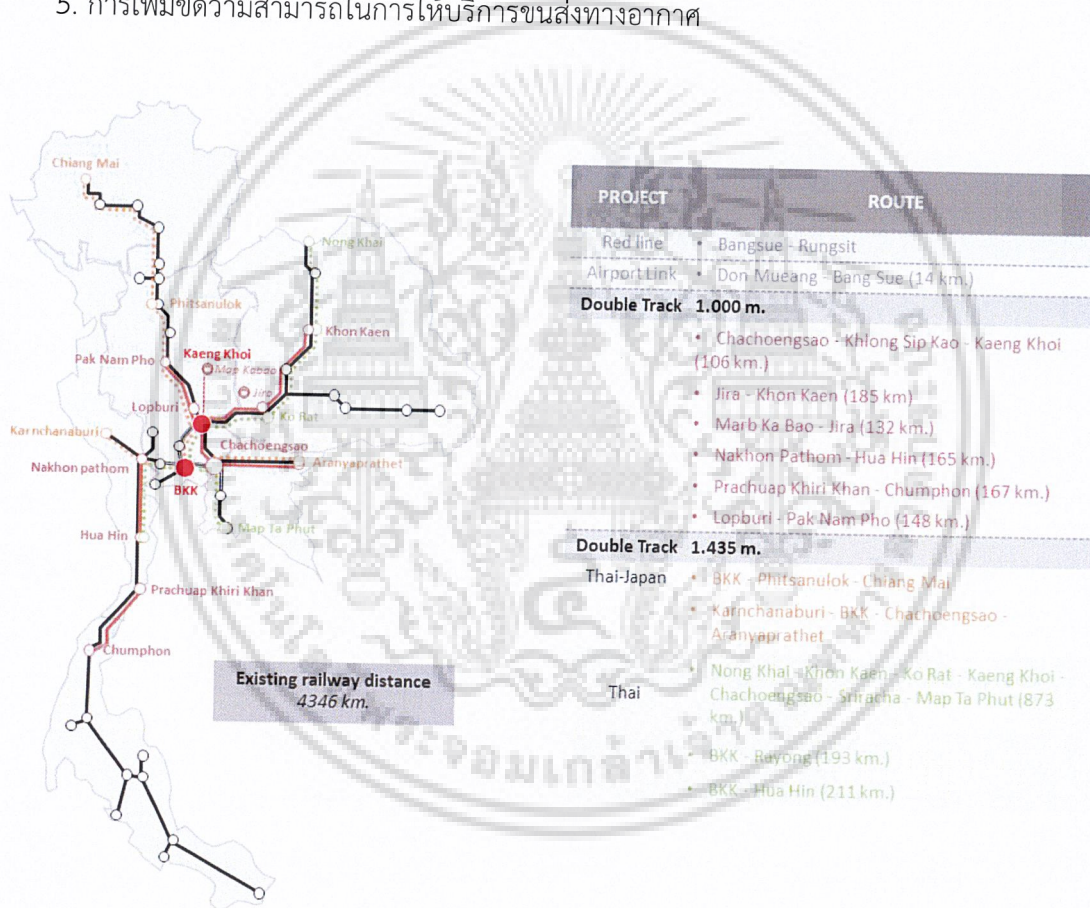 5. การเพิ่มขีดความสามารถในการให้บริการขนส่งทางอากาศ
Chiang Mai
Nong Khai
Phitsanulok
Khon Kaen
Pak Nam Pho
Kaeng Khoi
Map Kabao
Jira
Lopburi
Ko Rat
Karnchanaburi
Chachoengsao
Nakhon pathom
Aranyaprathet
BKK
Map Ta Phut
Hua Hin
Prachuap Khiri Khan
Chumphon
Existing railway distance
4346 km.
PROJECT ROUTE
Red line • Bangsue - Rungsit
Airport Link • Don Mueang - Bang Sue (14 km.)
Double Track 1.000 m.
• Chachoengsao - Khlong Sip Kao - Kaeng Khoi
(106 km.)
• Jira - Khon Kaen (185 km)
• Marb Ka Bao - Jira (132 km.)
• Nakhon Pathom - Hua Hin (165 km.)
• Prachuap Khiri Khan - Chumphon (167 km.)
• Lopburi - Pak Nam Pho (148 km.)
Double Track 1.435 m.
Thai-Japan • BKK - Phitsanulok - Chiang Mai
• Karnchanaburi - BKK - Chachoengsao -
Aranyaprathet
Thai • Nong Khai - Khon Kaen - Ko Rat - Kaeng Khoi -
Chachoengsao - Sriracha - Map Ta Phut (873
km.)
• BKK - Rayong (193 km.)
• BKK - Hua Hin (211 km.)